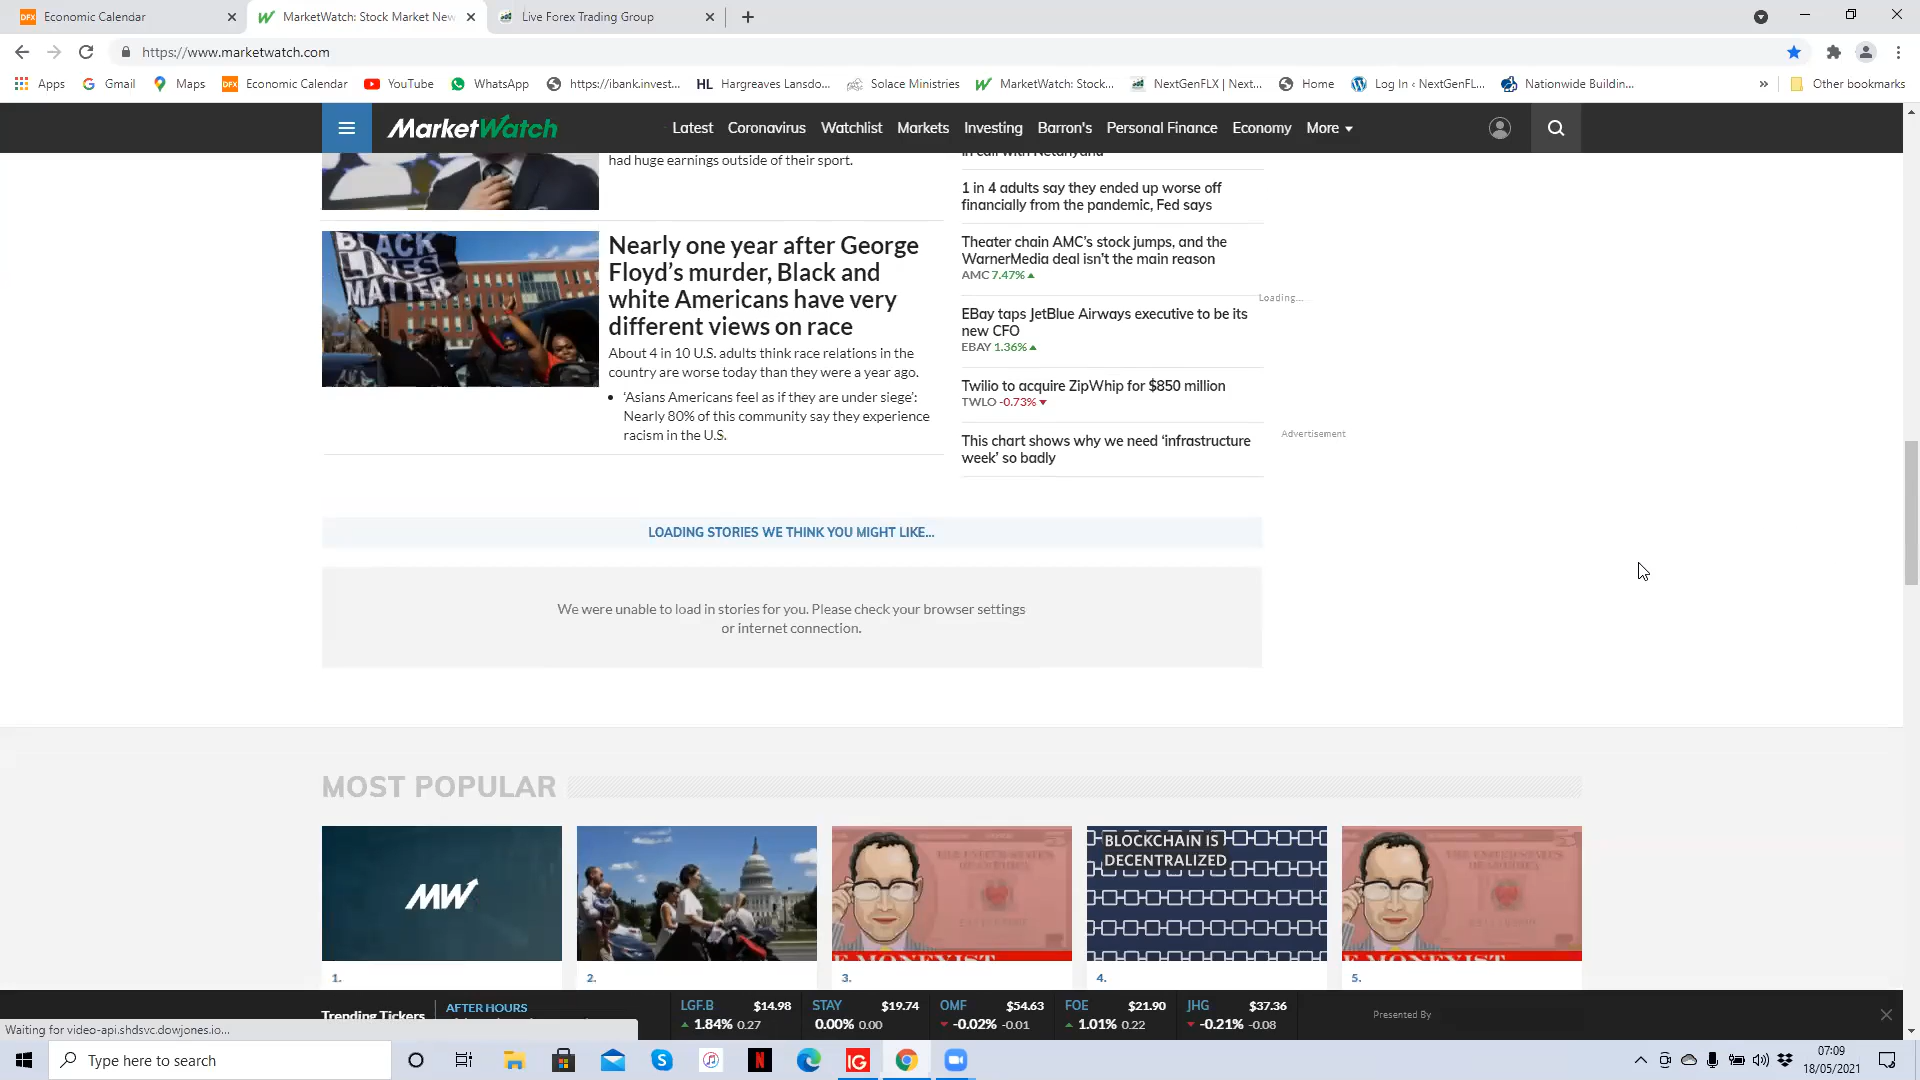 Economic Calendar
MarketWatch: Stock Market New
Live Forex Trading Group
https://www.marketwatch.com
Apps
Gmail
Maps
DFX Economic Calendar
YouTube
WhatsApp
https://ibank.invest...
HL Hargreaves Lansdo...
Solace Ministries
MarketWatch: Stock...
NextGenFLX | Next...
Home
Log In ‹ NextGenFL...
Nationwide Buildin...
»
Other bookmarks
MarketWatch
Latest
Coronavirus
Watchlist
Markets
Investing
Barron's
Personal Finance
Economy
More
had huge earnings outside of their sport.
BLACK
LIVES
MATTER
Nearly one year after George
Floyd's murder, Black and
white Americans have very
different views on race
About 4 in 10 U.S. adults think race relations in the
country are worse today than they were a year ago.
• ‘Asians Americans feel as if they are under siege’:
Nearly 80% of this community say they experience
racism in the U.S.
in call with Netanyahu
1 in 4 adults say they ended up worse off
financially from the pandemic, Fed says
Theater chain AMC’s stock jumps, and the
WarnerMedia deal isn’t the main reason
AMC 7.47%
EBay taps JetBlue Airways executive to be its
new CFO
EBAY 1.36%
Twilio to acquire ZipWhip for $850 million
TWLO -0.73%
This chart shows why we need ‘infrastructure
week’ so badly
Loading...
Advertisement
LOADING STORIES WE THINK YOU MIGHT LIKE...
We were unable to load in stories for you. Please check your browser settings
or internet connection.
MOST POPULAR
MW
BLOCKCHAIN IS
DECENTRALIZED
E MONEYIST
E MONEYIST
1.
2.
3.
4.
5.
Trending Tickers
AFTER HOURS
LGF.B $14.98
1.84% 0.27
STAY $19.74
0.00% 0.00
OMF $54.63
-0.02% -0.01
FOE $21.90
1.01% 0.22
JHG $37.36
-0.21% -0.08
Presented By
Waiting for video-api.shdsvc.dowjones.io...
Type here to search
IG
07:09
18/05/2021